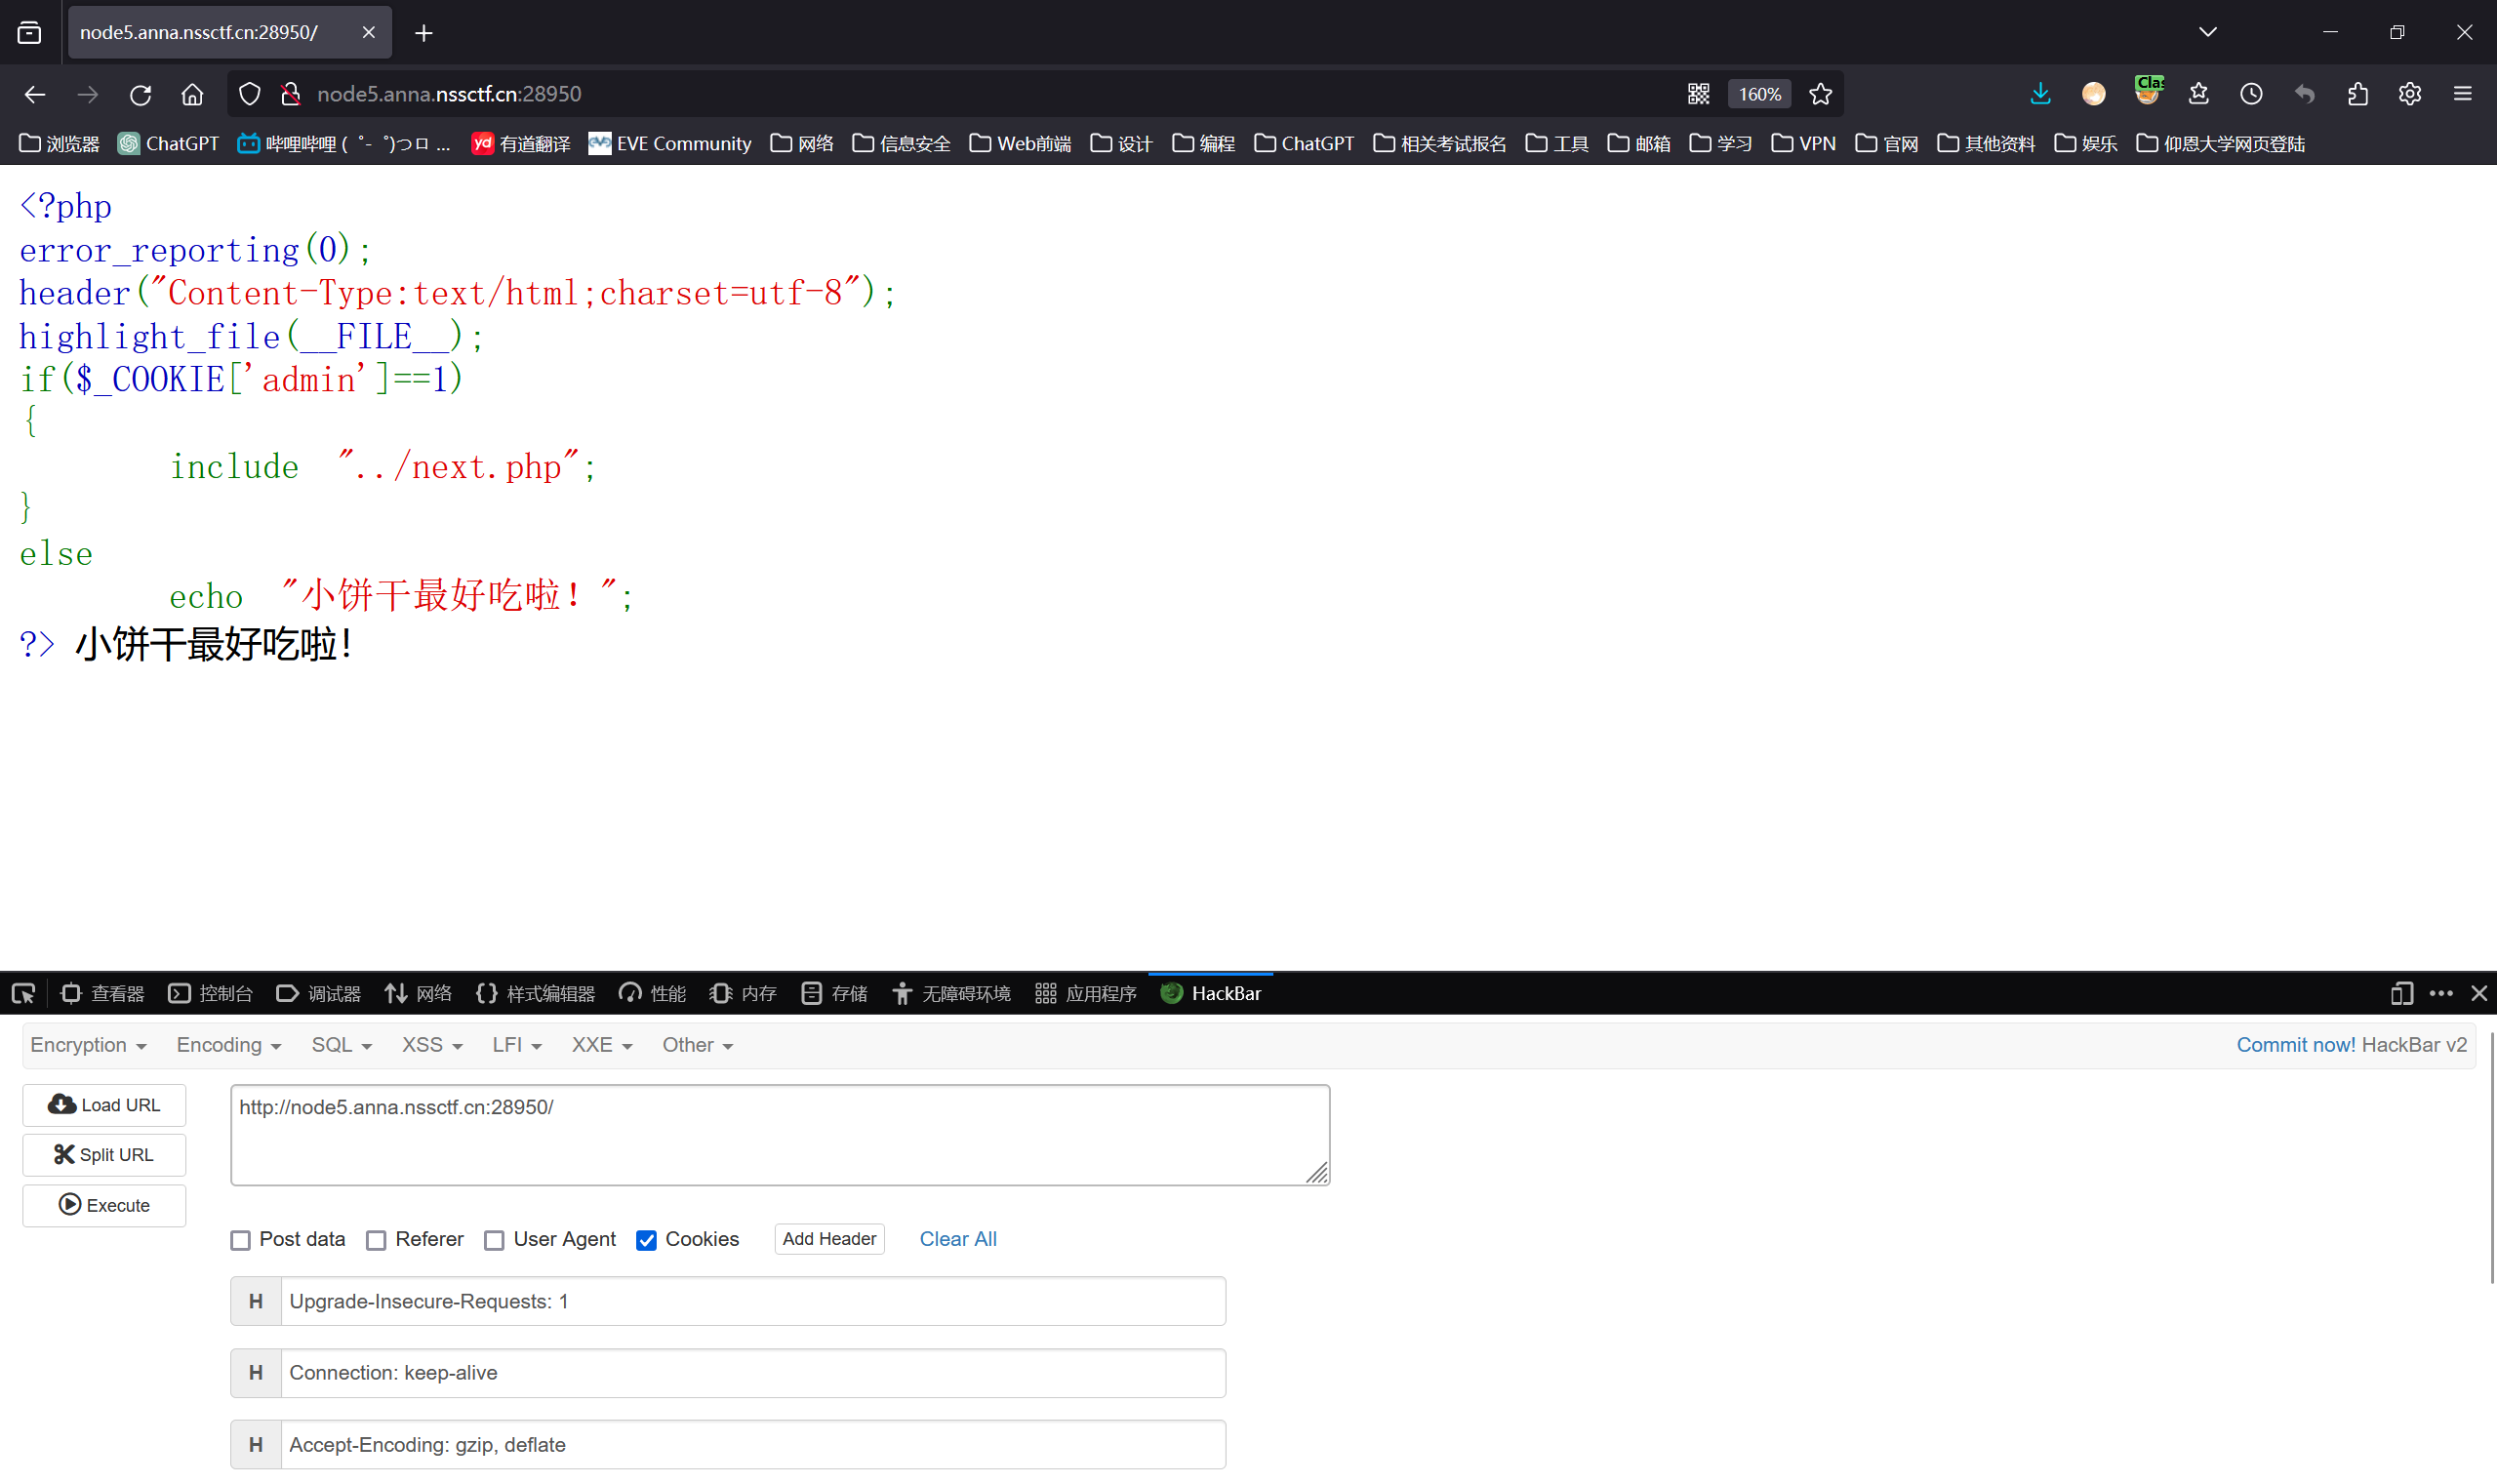 node5.anna.nssctf.cn:28950/
Clas
node5.anna.nssctf.cn:28950
160%
浏览器 ChatGPT 哔哩哔哩 (゜-゜)つロ ... yd 有道翻译 EVE Community 网络 信息安全 Web前端 设计 编程 ChatGPT 相关考试报名 工具 邮箱 学习 VPN 官网 其他资料 娱乐 仰恩大学网页登陆
<?php
error_reporting(0);
header("Content-Type:text/html;charset=utf-8");
highlight_file(__FILE__);
if($_COOKIE['admin']==1)
{
include "../next.php";
}
else
echo "小饼干最好吃啦！";
?> 小饼干最好吃啦！
查看器 控制台 调试器 网络 样式编辑器 性能 内存 存储 无障碍环境 应用程序 HackBar
Encryption Encoding SQL XSS LFI XXE Other Commit now! HackBar v2
Load URL
http://node5.anna.nssctf.cn:28950/
Split URL
Execute
Post data Referer User Agent Cookies Add Header Clear All
H Upgrade-Insecure-Requests: 1
H Connection: keep-alive
H Accept-Encoding: gzip, deflate